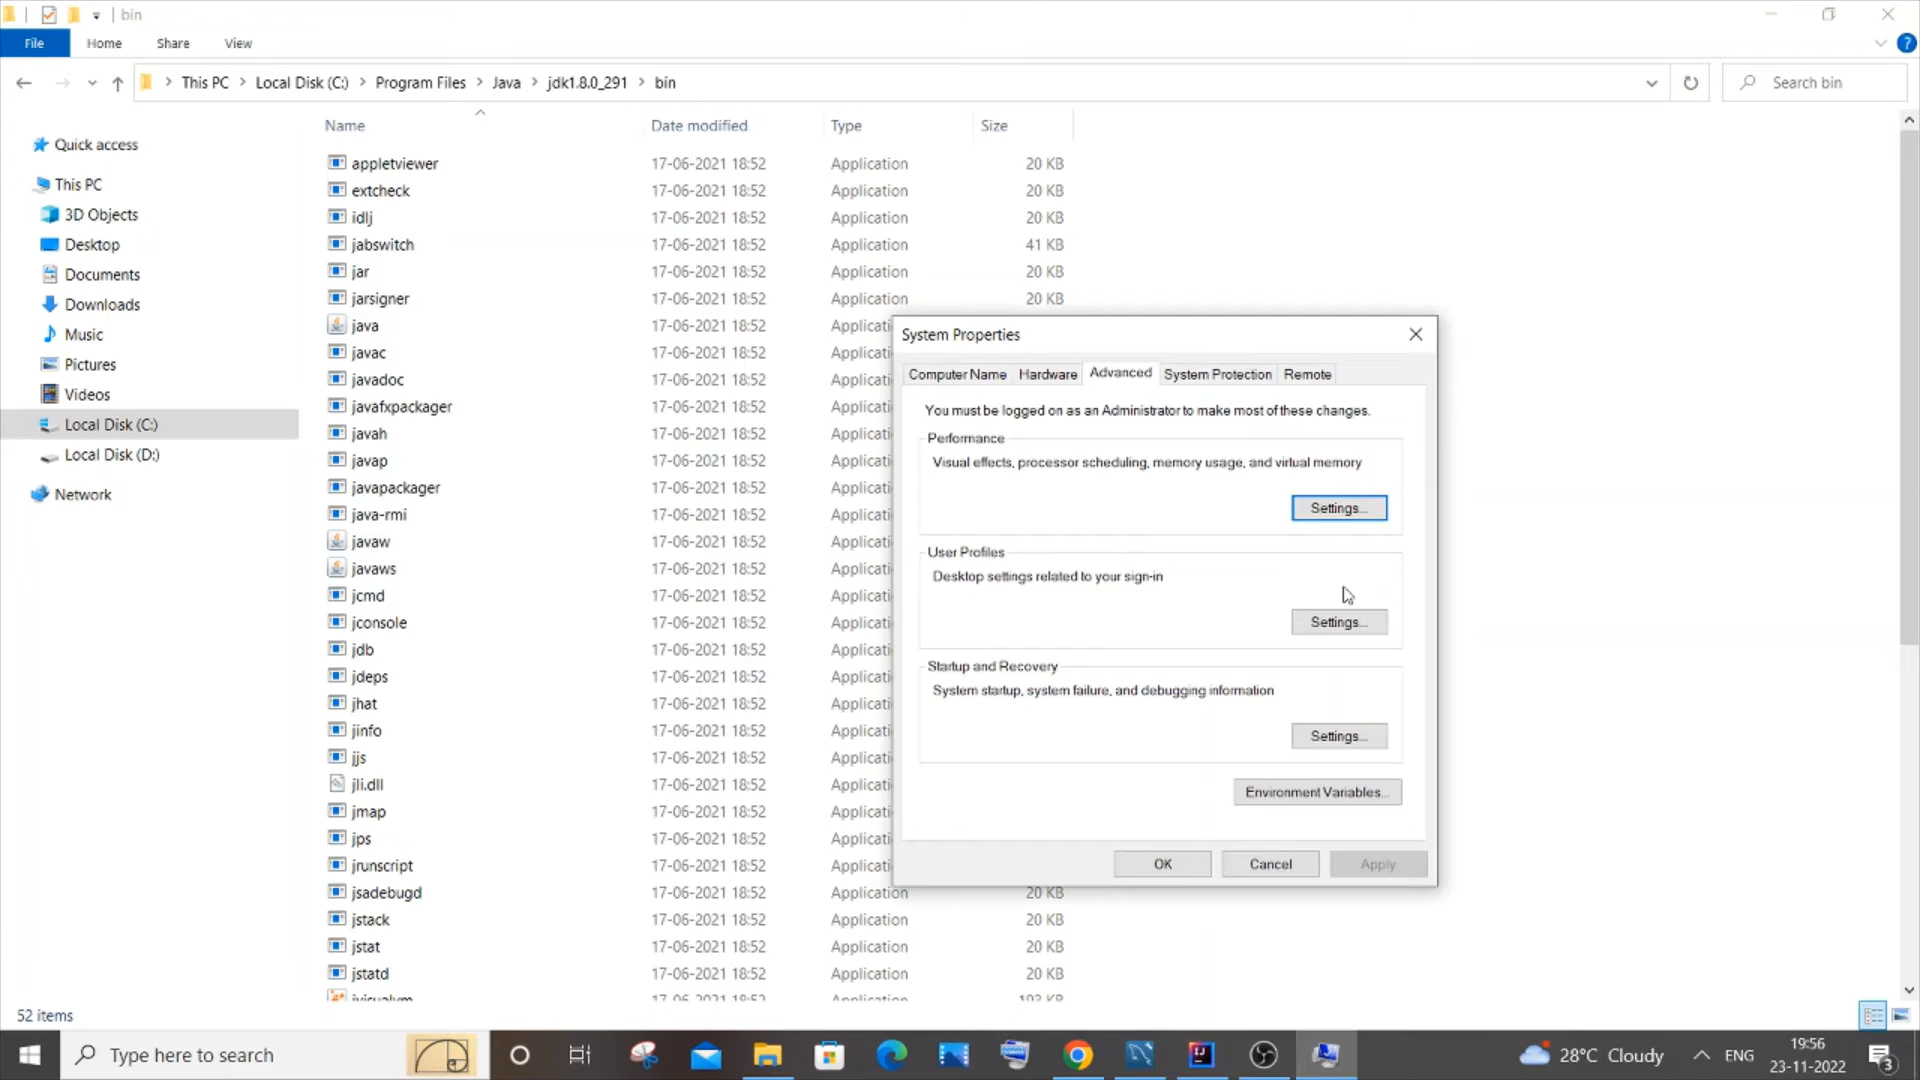 bin
File Home Share View
This PC Local Disk (C:) Program Files Java jdk1.8.0_291 bin
Search bin
Quick access
This PC
3D Objects
Desktop
Documents
Downloads
Music
Pictures
Videos
Local Disk (C:)
Local Disk (D:)
Network
Name Date modified Type Size
appletviewer 17-06-2021 18:52 Application 20 KB
extcheck 17-06-2021 18:52 Application 20 KB
idlj 17-06-2021 18:52 Application 20 KB
jabswitch 17-06-2021 18:52 Application 41 KB
jar 17-06-2021 18:52 Application 20 KB
jarsigner 17-06-2021 18:52 Application 20 KB
java 17-06-2021 18:52 Applicati
javac 17-06-2021 18:52 Applicati
javadoc 17-06-2021 18:52 Applicati
javafxpackager 17-06-2021 18:52 Applicati
javah 17-06-2021 18:52 Applicati
javap 17-06-2021 18:52 Applicati
javapackager 17-06-2021 18:52 Applicati
java-rmi 17-06-2021 18:52 Applicati
javaw 17-06-2021 18:52 Applicati
javaws 17-06-2021 18:52 Applicati
jcmd 17-06-2021 18:52 Applicati
jconsole 17-06-2021 18:52 Applicati
jdb 17-06-2021 18:52 Applicati
jdeps 17-06-2021 18:52 Applicati
jhat 17-06-2021 18:52 Applicati
jinfo 17-06-2021 18:52 Applicati
jjs 17-06-2021 18:52 Applicati
jli.dll 17-06-2021 18:52 Applicati
jmap 17-06-2021 18:52 Applicati
jps 17-06-2021 18:52 Applicati
jrunscript 17-06-2021 18:52 Applicati
jsadebugd 17-06-2021 18:52 Application 20 KB
jstack 17-06-2021 18:52 Application 20 KB
jstat 17-06-2021 18:52 Application 20 KB
jstatd 17-06-2021 18:52 Application 20 KB
jvisualvm 17-06-2021 18:52 Application 193 KB
System Properties
Computer Name Hardware Advanced System Protection Remote
You must be logged on as an Administrator to make most of these changes.
Performance
Visual effects, processor scheduling, memory usage, and virtual memory
Settings...
User Profiles
Desktop settings related to your sign-in
Settings...
Startup and Recovery
System startup, system failure, and debugging information
Settings...
Environment Variables...
OK Cancel Apply
52 items
Type here to search
28°C Cloudy
ENG
19:56
23-11-2022
3